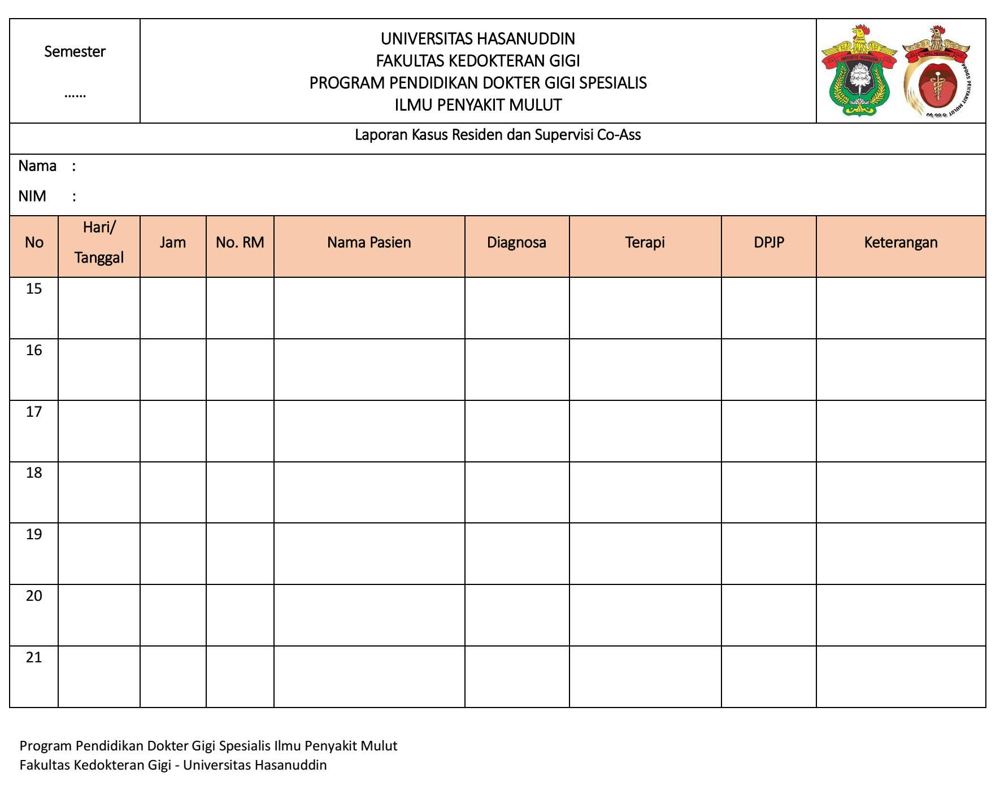 Semester
......
UNIVERSITAS HASANUDDIN
FAKULTAS KEDOKTERAN GIGI
PROGRAM PENDIDIKAN DOKTER GIGI SPESIALIS
ILMU PENYAKIT MULUT
UNIVERSITAS HASANUDDIN
ORAL MEDICINE
PPDGS PENYAKIT MULUT
Laporan Kasus Residen dan Supervisi Co-Ass
Nama :
NIM :
No Hari/ Tanggal Jam No. RM Nama Pasien Diagnosa Terapi DPJP Keterangan
15
16
17
18
19
20
21
Program Pendidikan Dokter Gigi Spesialis Ilmu Penyakit Mulut
Fakultas Kedokteran Gigi - Universitas Hasanuddin